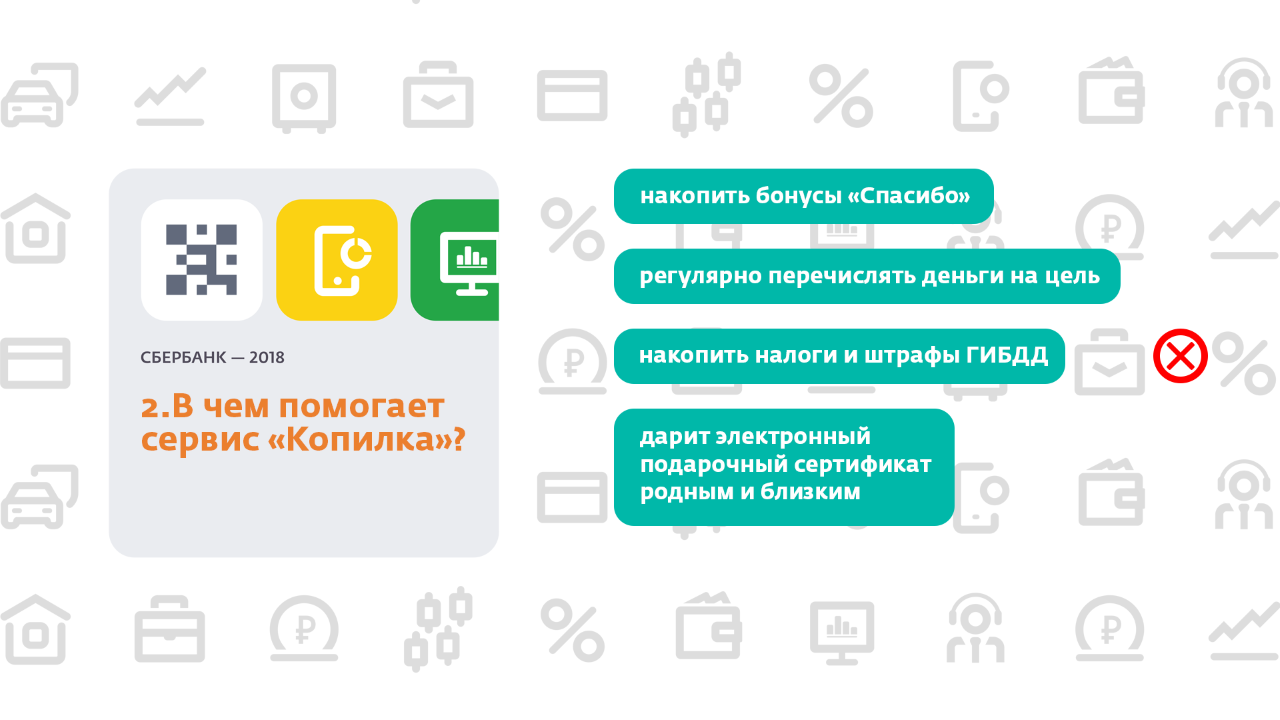 СБЕРБАНК — 2018
2.В чем помогает
сервис «Копилка»?
накопить бонусы «Спасибо»
регулярно перечислять деньги на цель
накопить налоги и штрафы ГИБДД
дарит электронный
подарочный сертификат
родным и близким